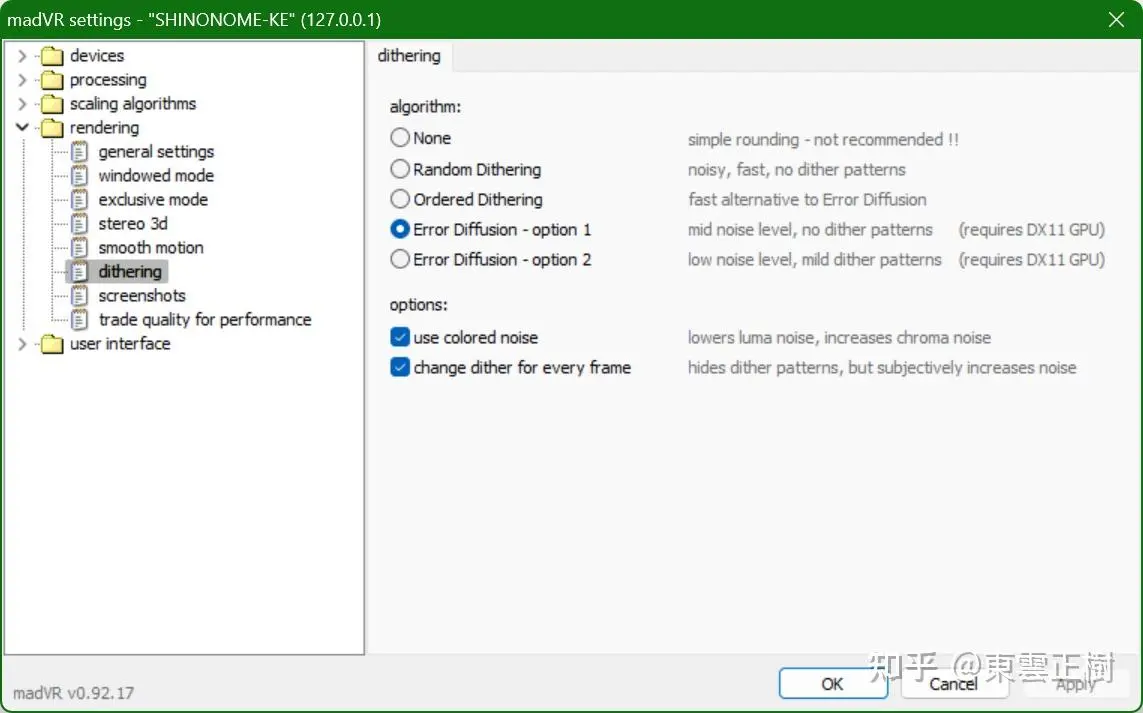 madVR settings - "SHINONOME-KE" (127.0.0.1)
devices
processing
scaling algorithms
rendering
general settings
windowed mode
exclusive mode
stereo 3d
smooth motion
dithering
screenshots
trade quality for performance
user interface
dithering
algorithm:
None simple rounding - not recommended !!
Random Dithering noisy, fast, no dither patterns
Ordered Dithering fast alternative to Error Diffusion
Error Diffusion - option 1 mid noise level, no dither patterns (requires DX11 GPU)
Error Diffusion - option 2 low noise level, mild dither patterns (requires DX11 GPU)
options:
use colored noise lowers luma noise, increases chroma noise
change dither for every frame hides dither patterns, but subjectively increases noise
知乎 @東雲正樹
madVR v0.92.17
OK Cancel Apply